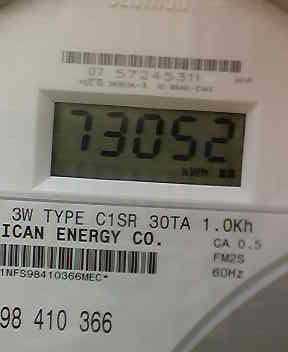 07 57245311
73052
kWh
3W TYPE C1SR 30TA 1.0Kh
ICAN ENERGY CO.
CA 0.5
FM2S
60Hz
1NFS98410366MEC*
98 410 366